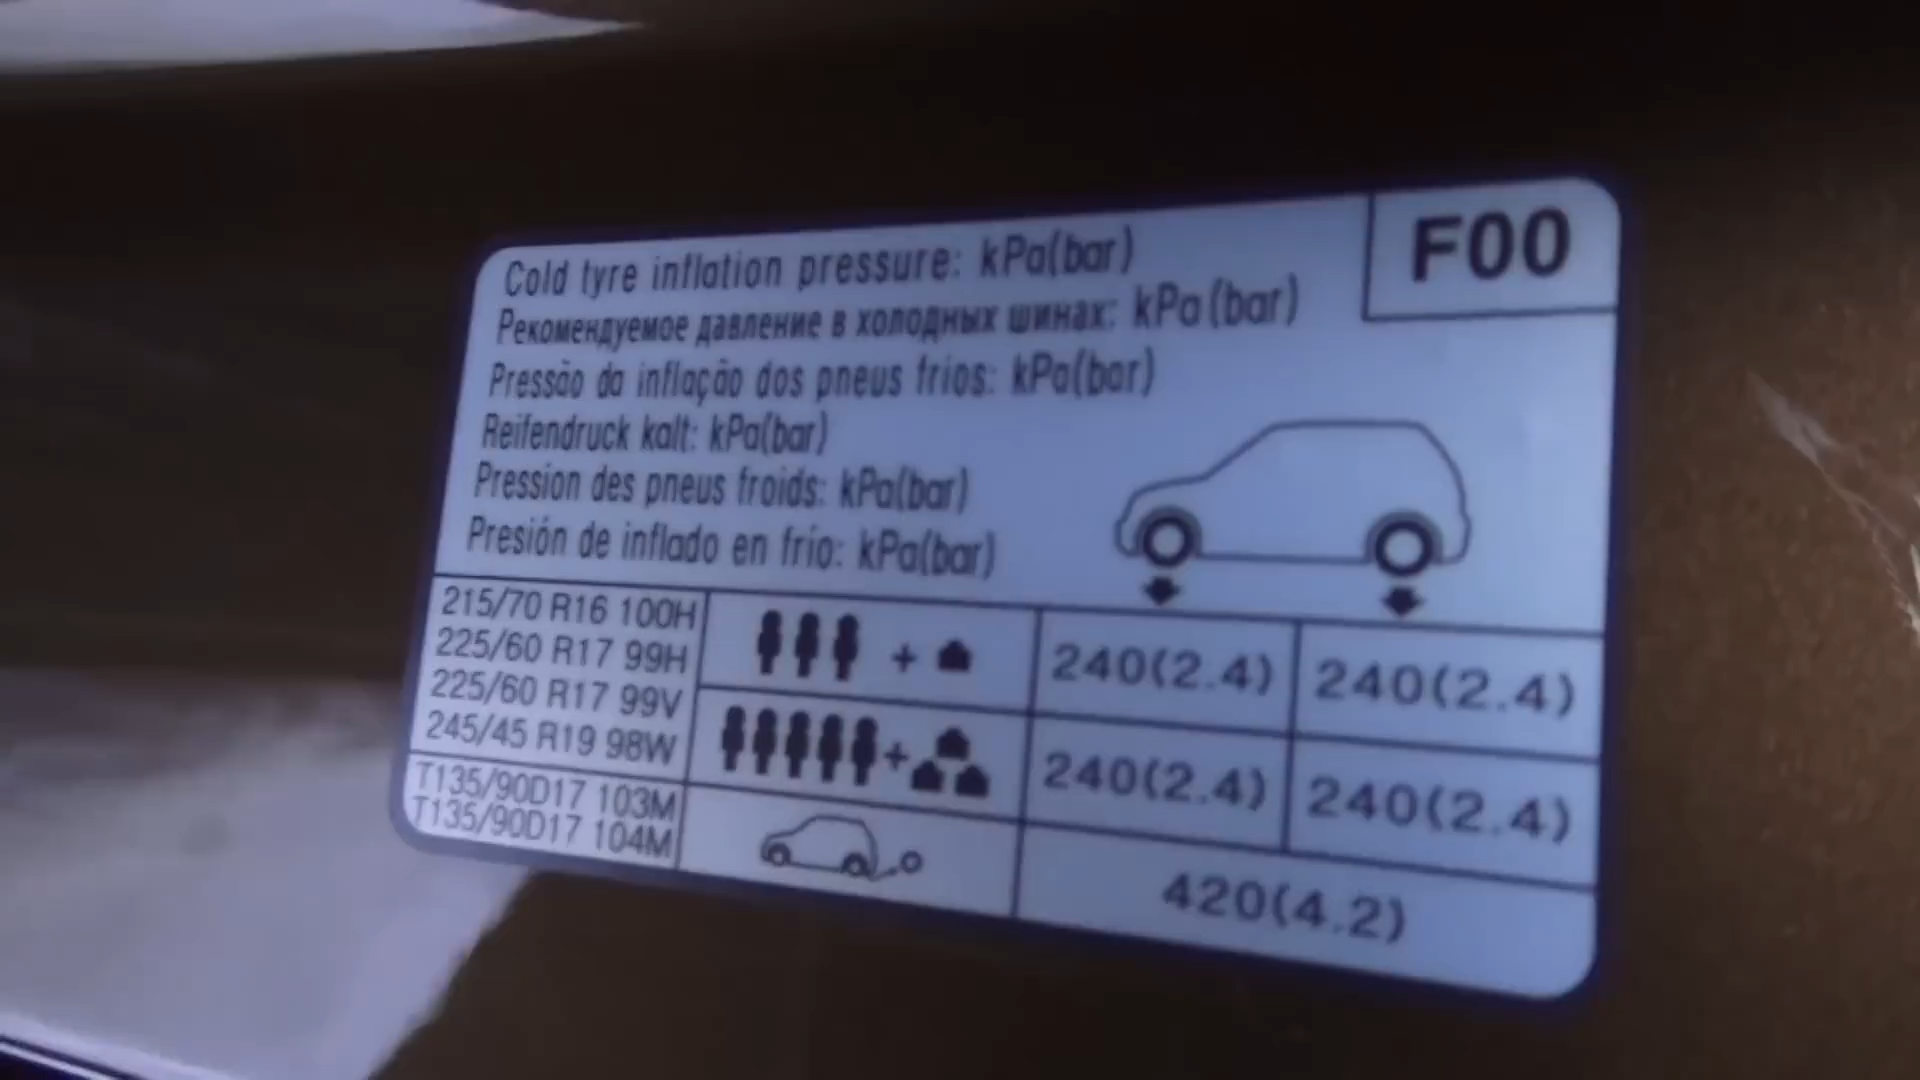 F00
Cold tyre inflation pressure: kPa(bar)
Рекомендуемое давление в холодных шинах: kPa(bar)
Pressão da inflação dos pneus frios: kPa(bar)
Reifendruck kalt: kPa(bar)
Pression des pneus froids: kPa(bar)
Presión de inflado en frío: kPa(bar)
215/70 R16 100H
225/60 R17 99H
225/60 R17 99V
245/45 R19 98W
+ 240(2.4) 240(2.4)
+ 240(2.4) 240(2.4)
T135/90D17 103M
T135/90D17 104M
420(4.2)